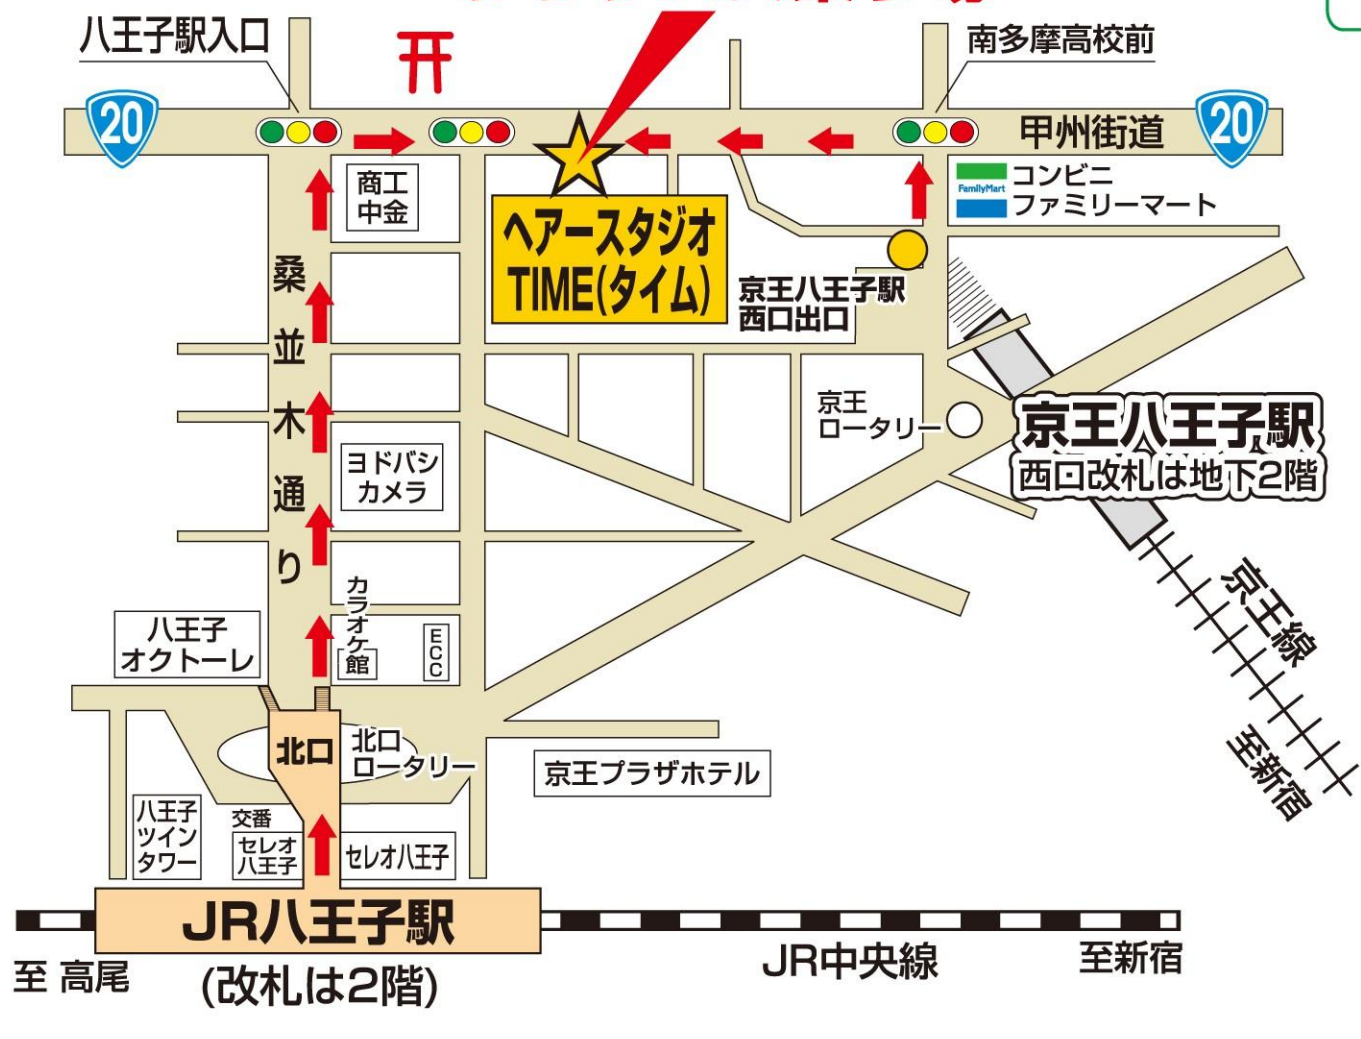 八王子駅入口
南多摩高校前
20
甲州街道
20
商工
中金
FamilyMart
コンビニ
ファミリーマート
ヘアースタジオ
TIME(タイム)
京王八王子駅
西口出口
桑並木通り
京王
ロータリー
京王八王子駅
西口改札は地下2階
ヨドバシ
カメラ
カラオケ館
ECC
八王子
オクトーレ
京王線
至新宿
北口
北口
ロータリー
京王プラザホテル
八王子
ツイン
タワー
交番
セレオ
八王子
セレオ八王子
JR八王子駅
(改札は2階)
至 高尾
JR中央線
至新宿